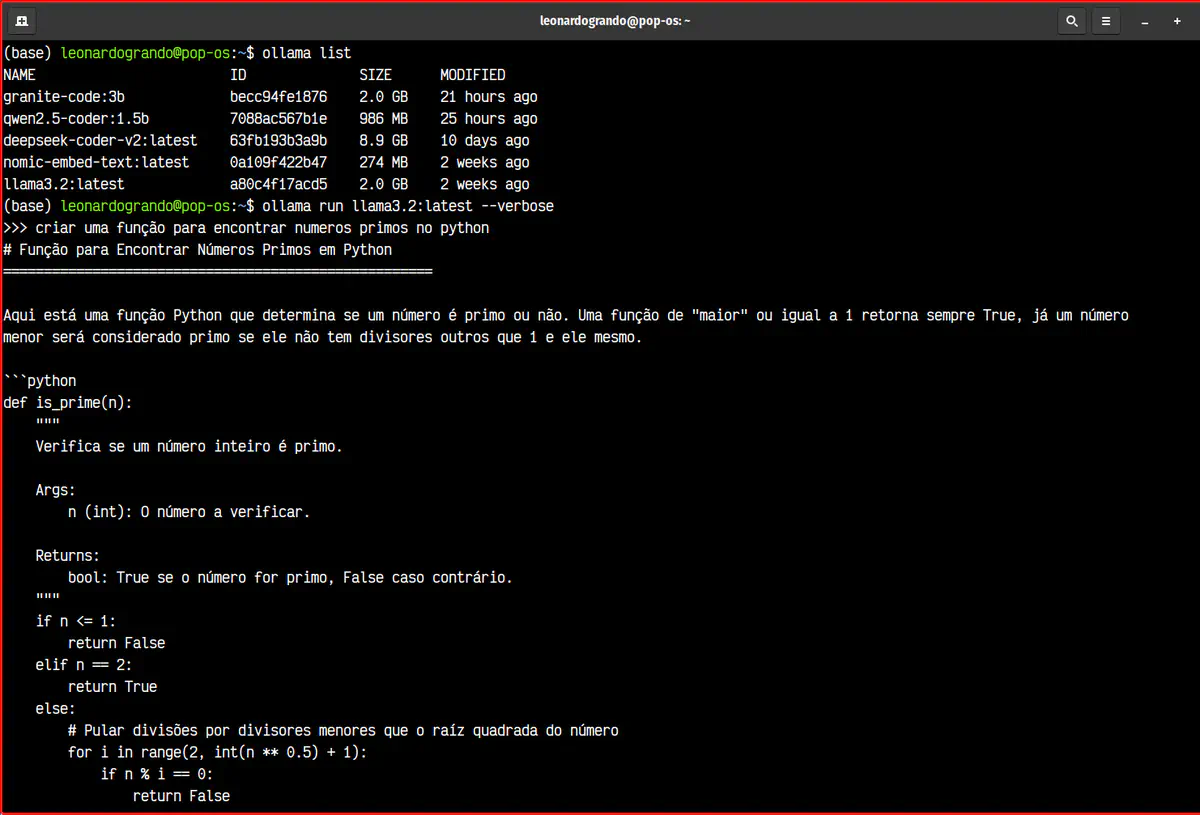 leonardogrando@pop-os: ~
(base) leonardogrando@pop-os:~$ ollama list
NAME                        ID              SIZE      MODIFIED
granite-code:3b             becc94fe1876    2.0 GB    21 hours ago
qwen2.5-coder:1.5b          7088ac567b1e    986 MB    25 hours ago
deepseek-coder-v2:latest    63fb193b3a9b    8.9 GB    10 days ago
nomic-embed-text:latest     0a109f422b47    274 MB    2 weeks ago
llama3.2:latest             a80c4f17acd5    2.0 GB    2 weeks ago
(base) leonardogrando@pop-os:~$ ollama run llama3.2:latest --verbose
>>> criar uma função para encontrar numeros primos no python
# Função para Encontrar Números Primos em Python
=====================================================

Aqui está uma função Python que determina se um número é primo ou não. Uma função de "maior" ou igual a 1 retorna sempre True, já um número
menor será considerado primo se ele não tem divisores outros que 1 e ele mesmo.

```python
def is_prime(n):
    """
    Verifica se um número inteiro é primo.

    Args:
        n (int): O número a verificar.

    Returns:
        bool: True se o número for primo, False caso contrário.
    """
    if n <= 1:
        return False
    elif n == 2:
        return True
    else:
        # Pular divisões por divisores menores que o raíz quadrada do número
        for i in range(2, int(n ** 0.5) + 1):
            if n % i == 0:
                return False